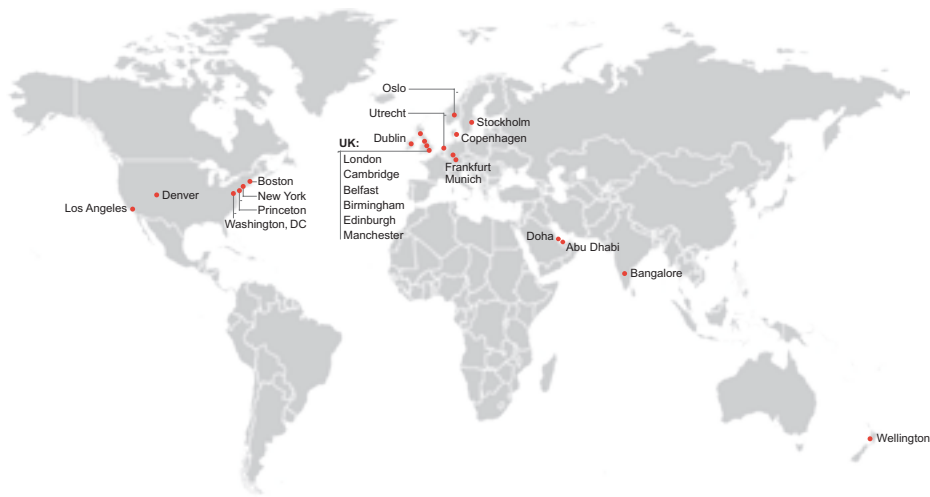 Oslo
Utrecht
Stockholm
Dublin
Copenhagen
UK:
London
Cambridge
Belfast
Birmingham
Edinburgh
Manchester
Frankfurt
Munich
Boston
Denver
New York
Los Angeles
Princeton
Washington, DC
Doha
Abu Dhabi
Bangalore
Wellington